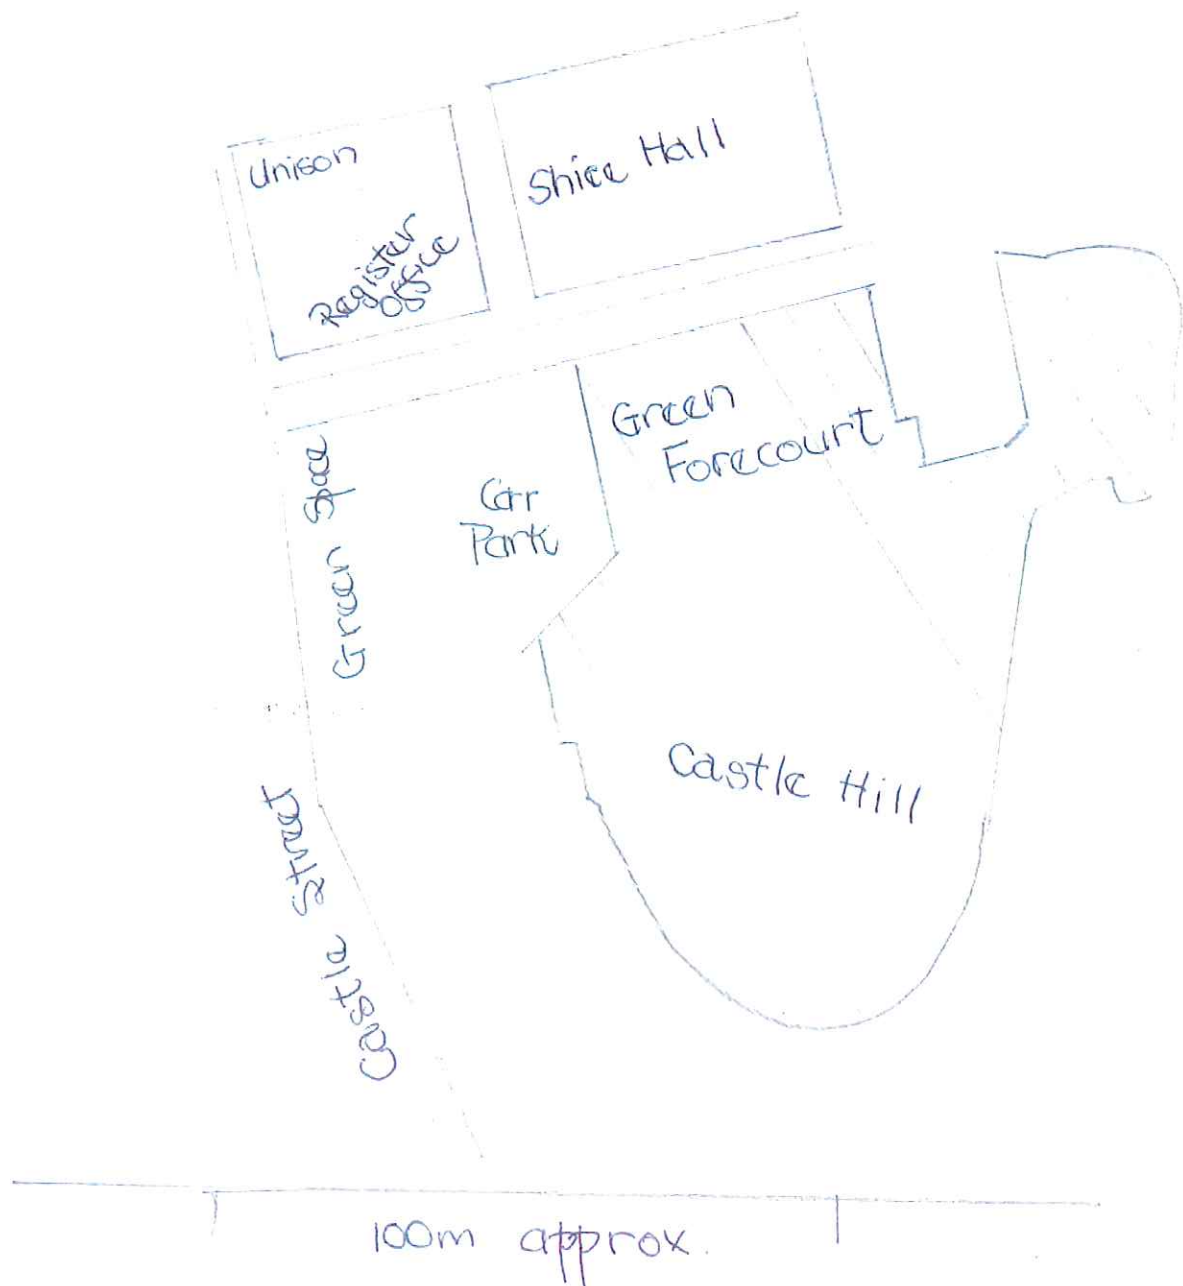 Unison
Shire Hall
Register
Office
Green
Forecourt
Green Space
Car
Park
Castle Hill
Castle Street
100m approx.